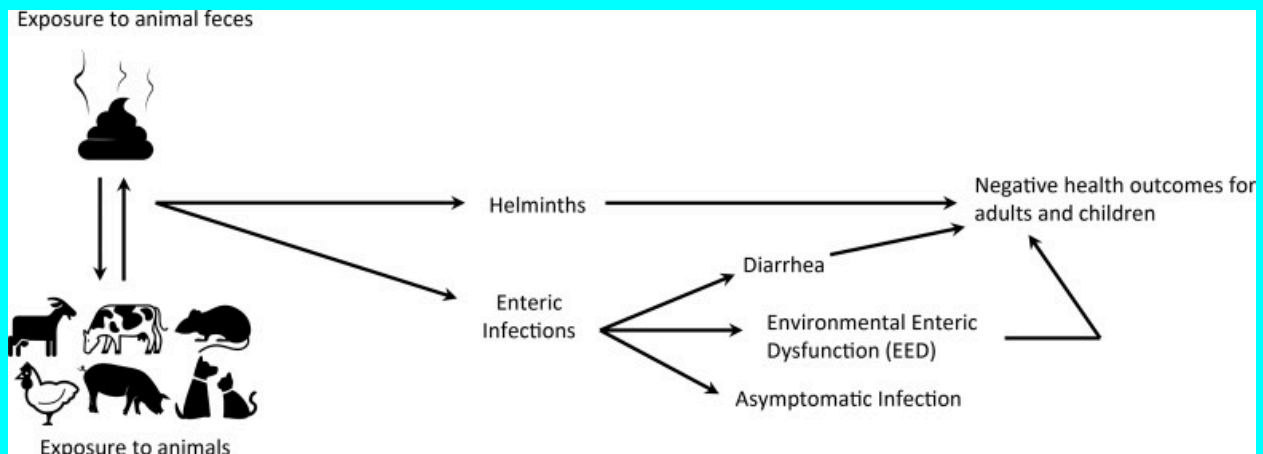 Exposure to animal feces
Helminths
Negative health outcomes for
adults and children
Diarrhea
Enteric
Infections
Environmental Enteric
Dysfunction (EED)
Asymptomatic Infection
Exposure to animals